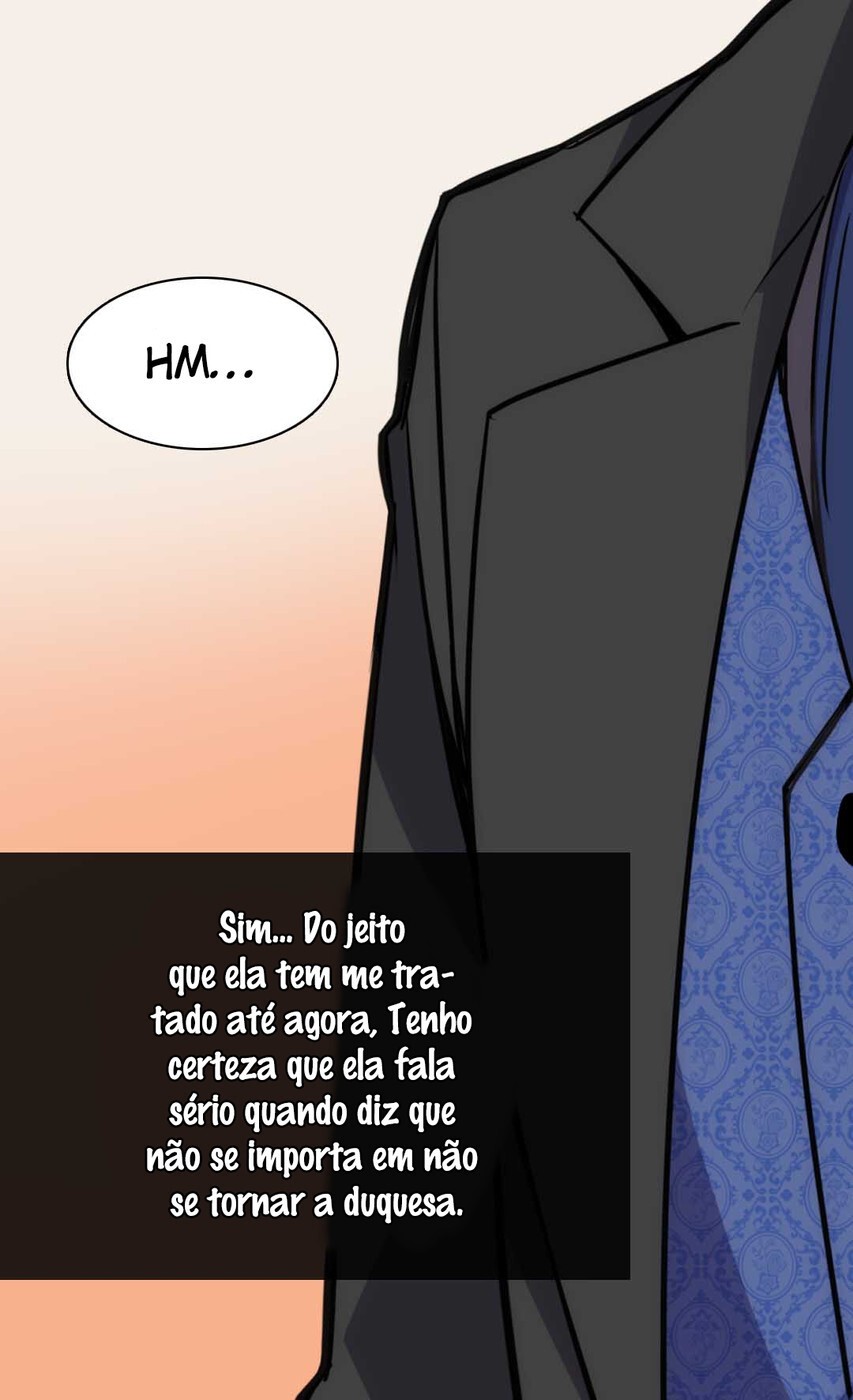 HM...
Sim... Do jeito
que ela tem me tra-
tado até agora, Tenho
certeza que ela fala
sério quando diz que
não se importa em não
se tornar a duquesa.